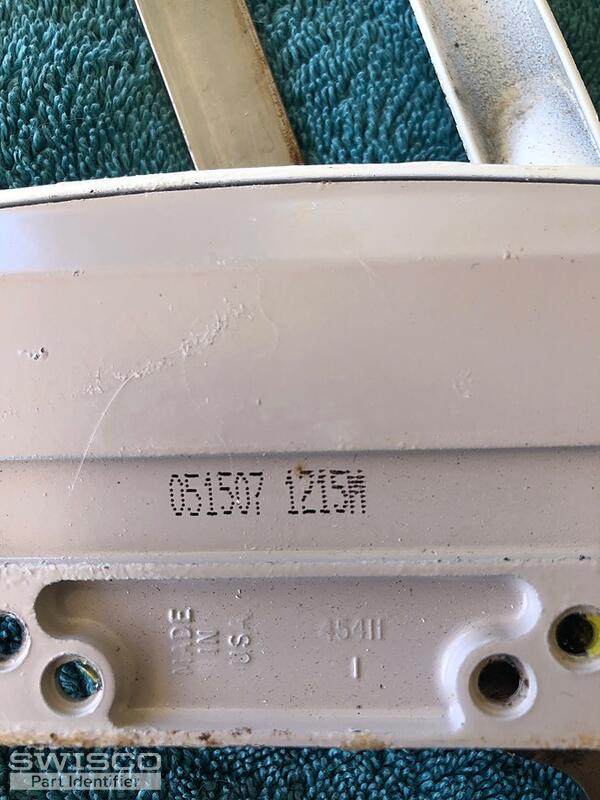 051507 1215M
MADE
IN
USA
45411
1
SWISCO
Part Identifier